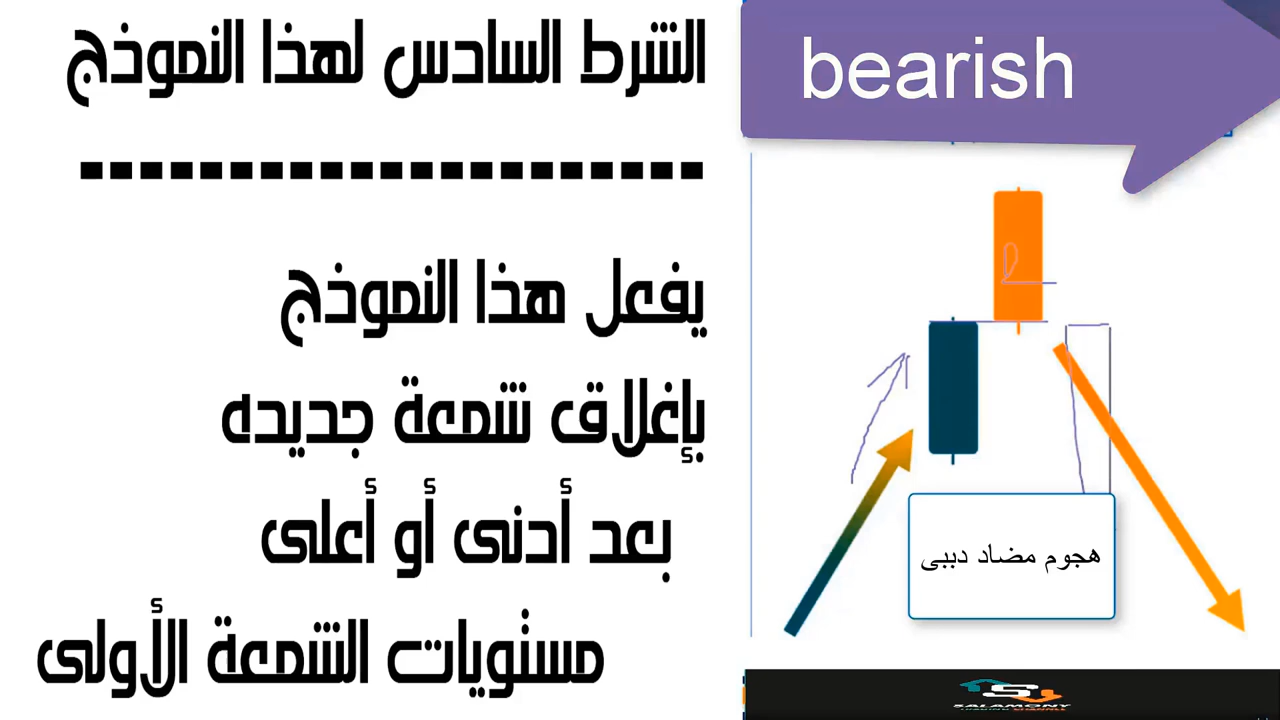 الشرط السادس لهذا النموذج
---------------------
يفعل هذا النموذج
بإغلاق شمعة جديده
بعد أدنى أو أعلى
مستويات الشمعة الأولى
bearish
هجوم مضاد دببى
SALAMONY